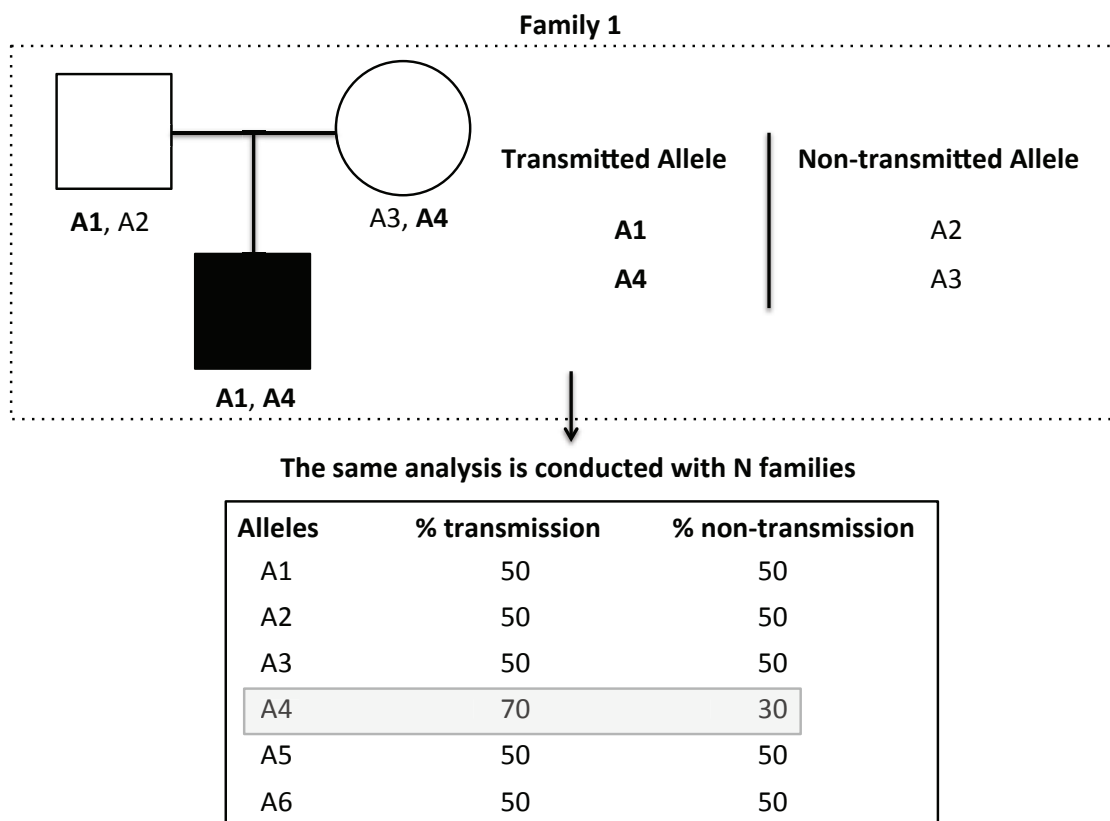 Family 1
Transmitted Allele Non-transmitted Allele
A1, A2 A3, A4
A1 A2
A4 A3
A1, A4
The same analysis is conducted with N families
Alleles % transmission % non-transmission
A1 50 50
A2 50 50
A3 50 50
A4 70 30
A5 50 50
A6 50 50